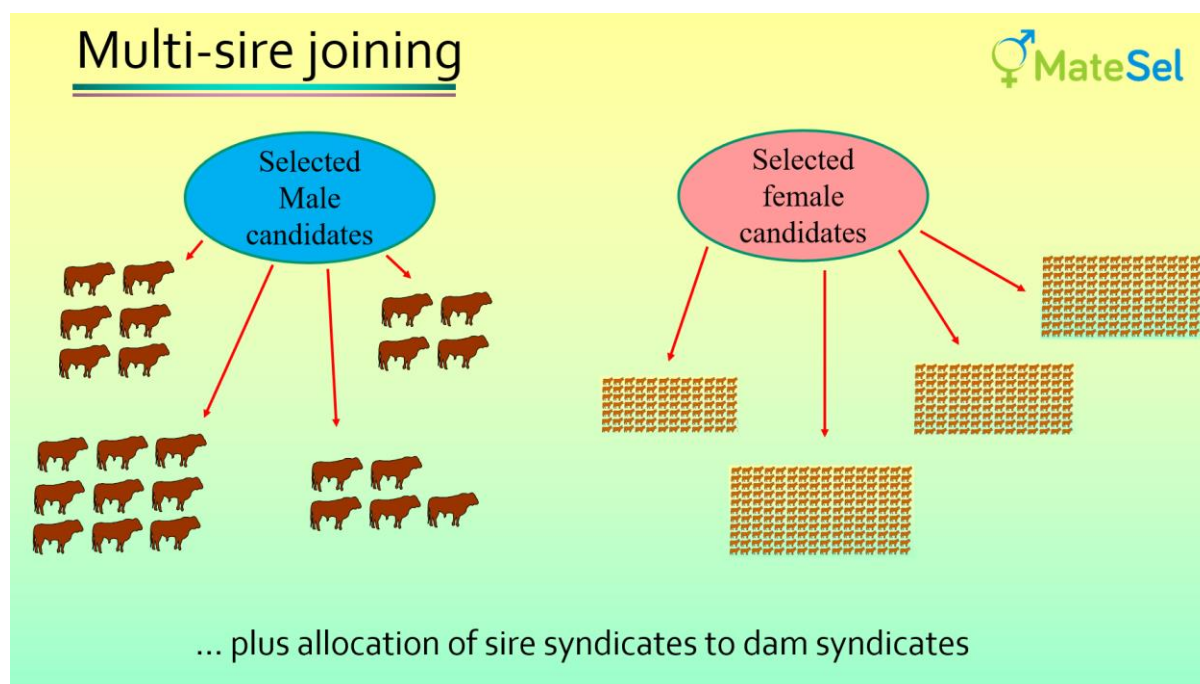 Multi-sire joining
MateSel
Selected
Male
candidates
Selected
female
candidates
... plus allocation of sire syndicates to dam syndicates